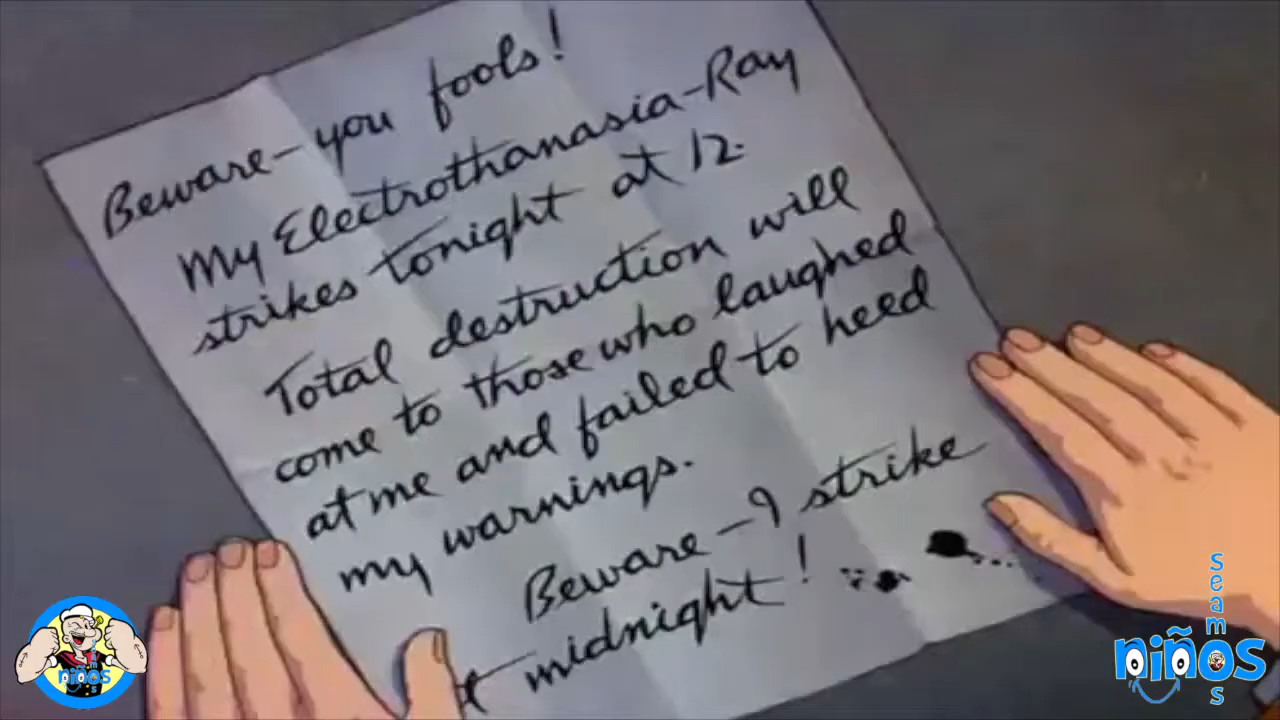 Beware—you fools!
My Electrothanasia-Ray
strikes tonight at 12.
Total destruction will
come to those who laughed
at me and failed to heed
my warnings.
Beware—I strike
t midnight!
niños
seamos
niños